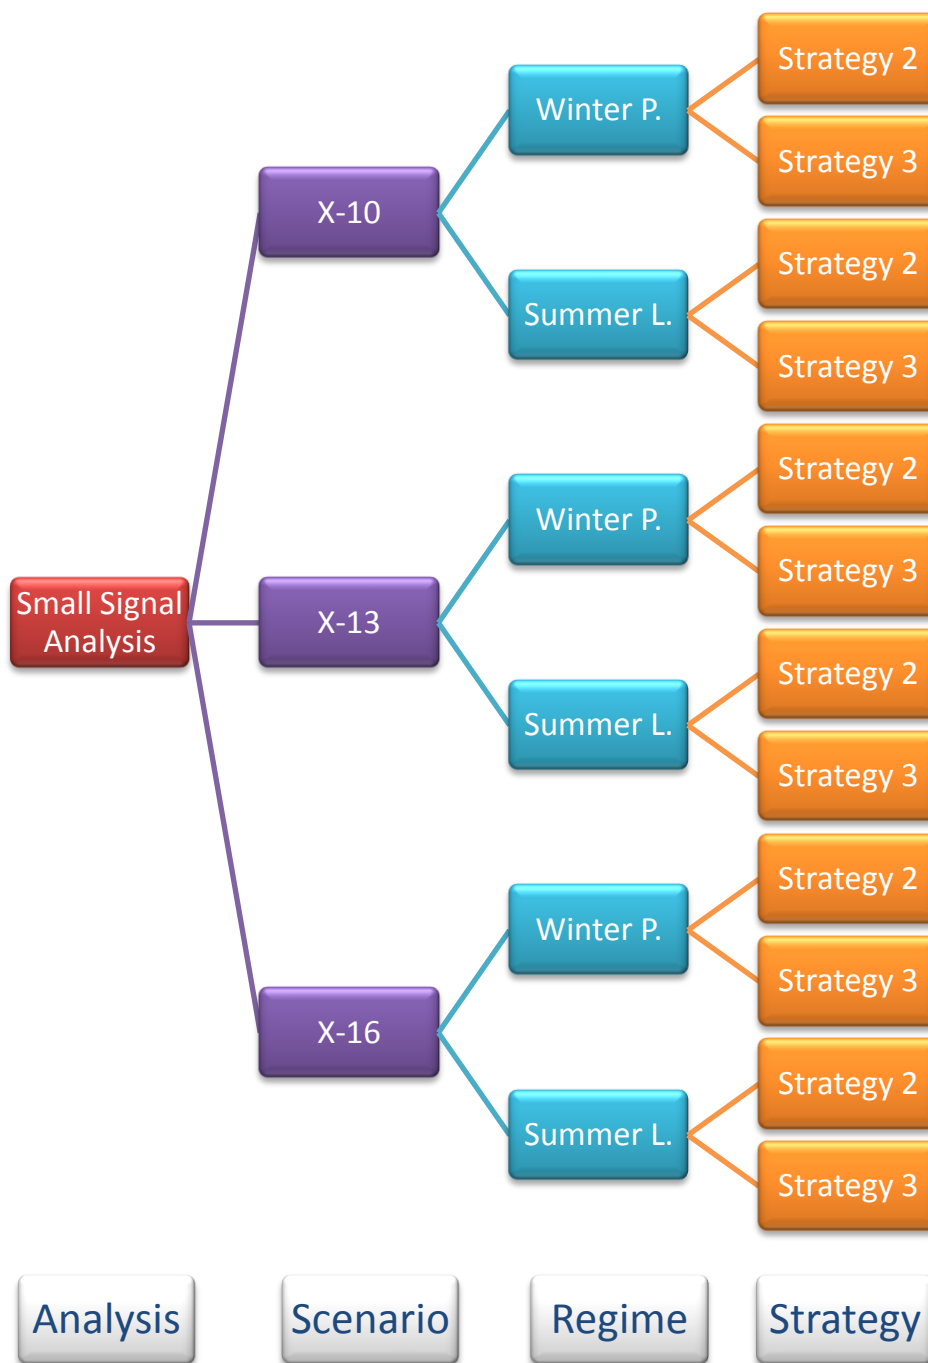 Strategy 2
Winter P.
Strategy 3
X-10
Strategy 2
Summer L.
Strategy 3
Strategy 2
Winter P.
Strategy 3
Small Signal
Analysis
X-13
Strategy 2
Summer L.
Strategy 3
Strategy 2
Winter P.
Strategy 3
X-16
Strategy 2
Summer L.
Strategy 3
Analysis
Scenario
Regime
Strategy